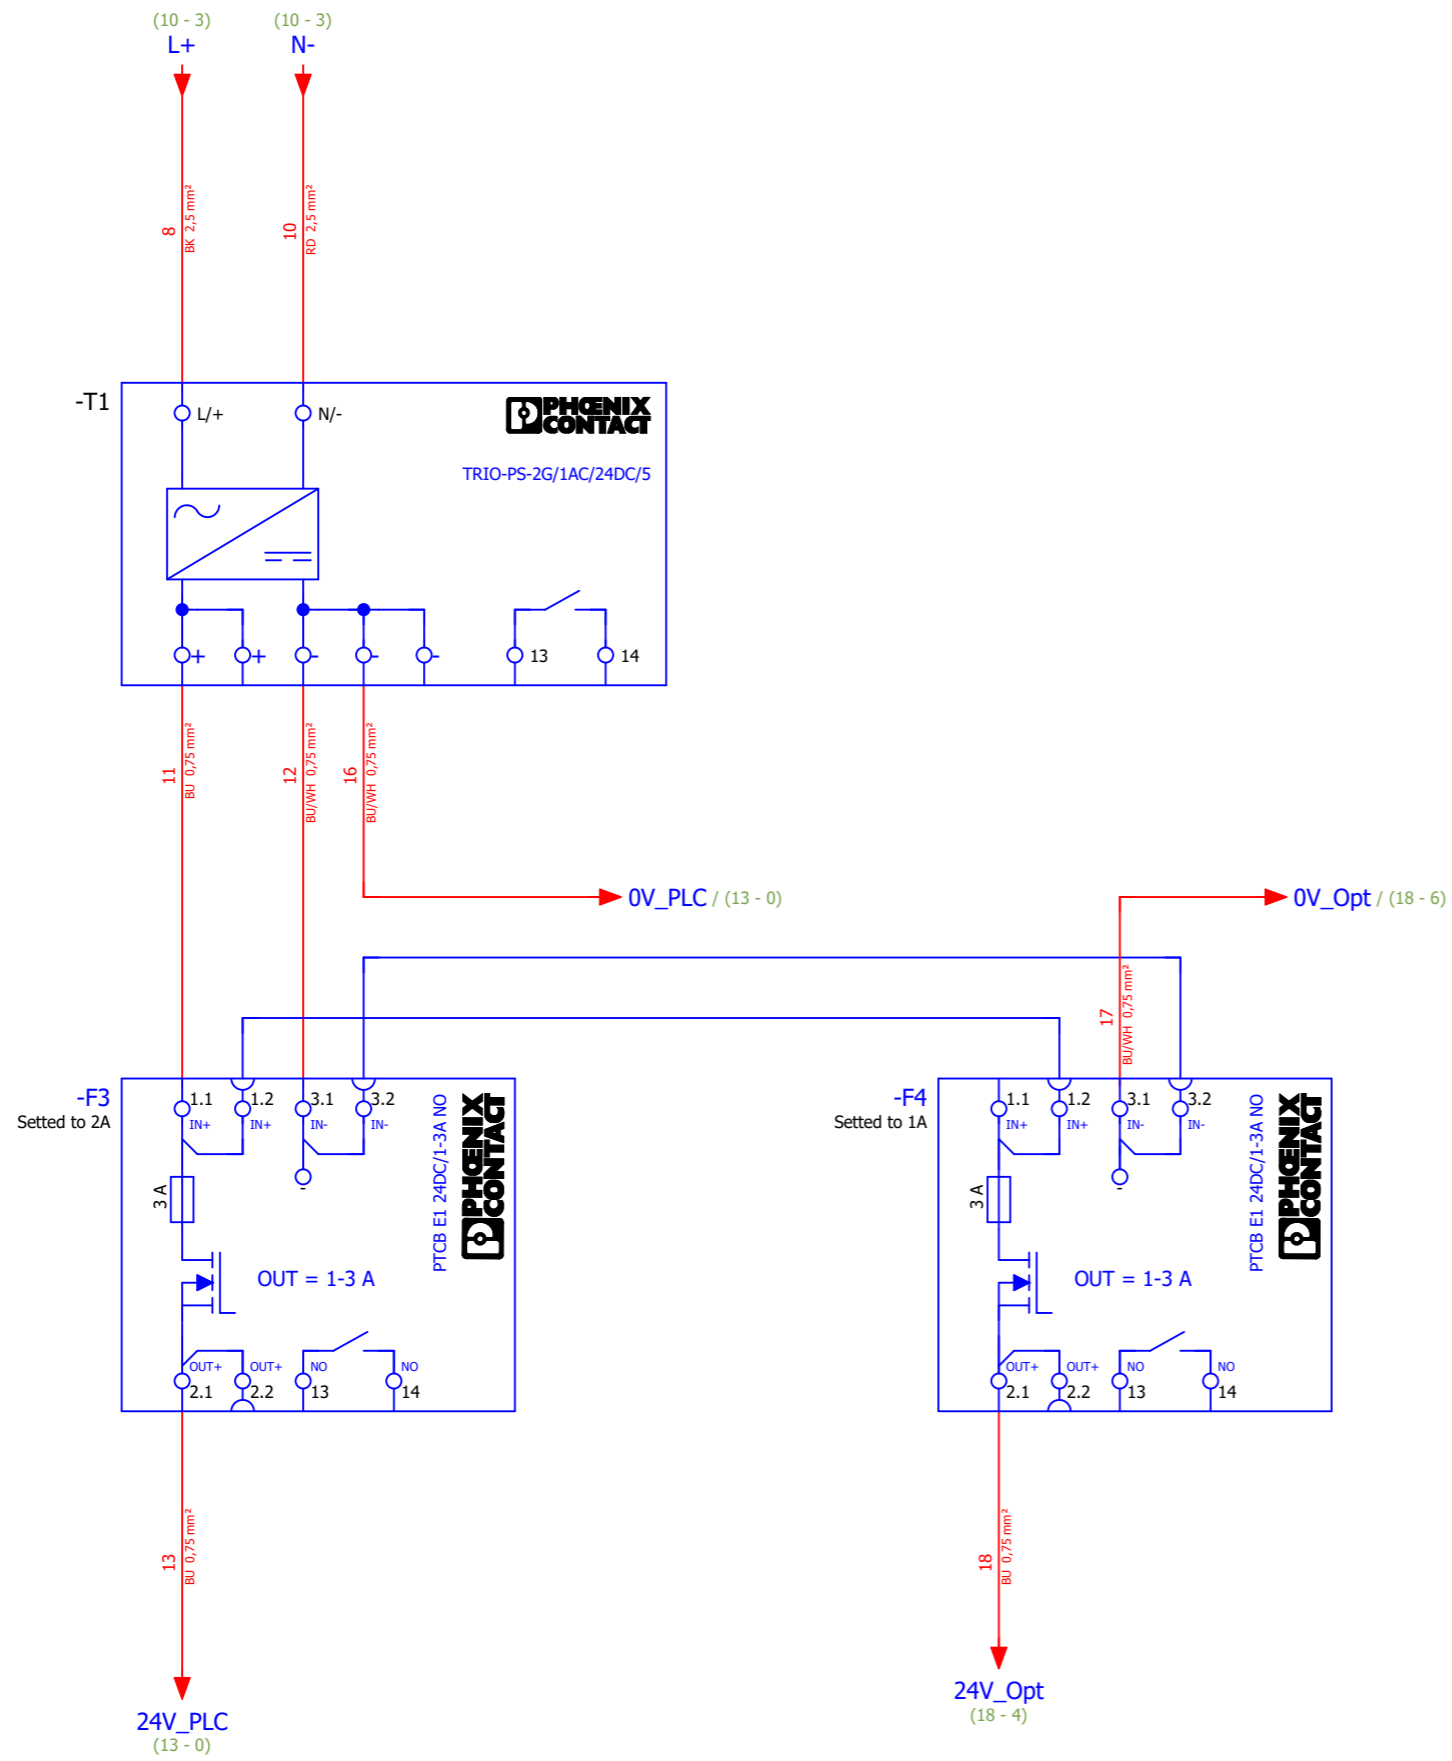 (10 - 3) (10 - 3)
L+ N-
8
BK 2,5 mm²
10
RD 2,5 mm²
-T1
L/+ N/-
PHŒNIX
CONTACT
TRIO-PS-2G/1AC/24DC/5
+ + - - - 13 14
11
BU 0,75 mm²
12
BU/WH 0,75 mm²
16
BU/WH 0,75 mm²
0V_PLC / (13 - 0)
0V_Opt / (18 - 6)
17
BU/WH 0,75 mm²
-F3
Setted to 2A
1.1 1.2 3.1 3.2
IN+ IN+ IN- IN-
-
3 A
OUT = 1-3 A
PTCB E1 24DC/1-3A NO
PHŒNIX
CONTACT
OUT+ OUT+ NO NO
2.1 2.2 13 14
-F4
Setted to 1A
1.1 1.2 3.1 3.2
IN+ IN+ IN- IN-
-
3 A
OUT = 1-3 A
PTCB E1 24DC/1-3A NO
PHŒNIX
CONTACT
OUT+ OUT+ NO NO
2.1 2.2 13 14
13
BU 0,75 mm²
18
BU 0,75 mm²
24V_PLC
(13 - 0)
24V_Opt
(18 - 4)